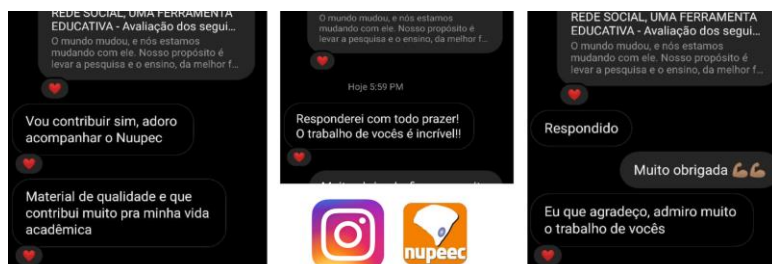 REDE SOCIAL, UMA FERRAMENTA
EDUCATIVA - Avaliação dos segui...
O mundo mudou, e nós estamos
mudando com ele. Nosso propósito é
levar a pesquisa e o ensino, da melhor f...
Vou contribuir sim, adoro
acompanhar o Nuupec
Material de qualidade e que
contribui muito pra minha vida
acadêmica
O mundo mudou, e nós estamos
mudando com ele. Nosso propósito é
levar a pesquisa e o ensino, da melhor f...
Hoje 5:59 PM
Responderei com todo prazer!
O trabalho de vocês é incrível!!
nupeec
REDE SOCIAL, UMA FERRAMENTA
EDUCATIVA - Avaliação dos segui...
O mundo mudou, e nós estamos
mudando com ele. Nosso propósito é
levar a pesquisa e o ensino, da melhor f...
Respondido
Muito obrigada 💪🏽💪🏽
Eu que agradeço, admiro muito
o trabalho de vocês